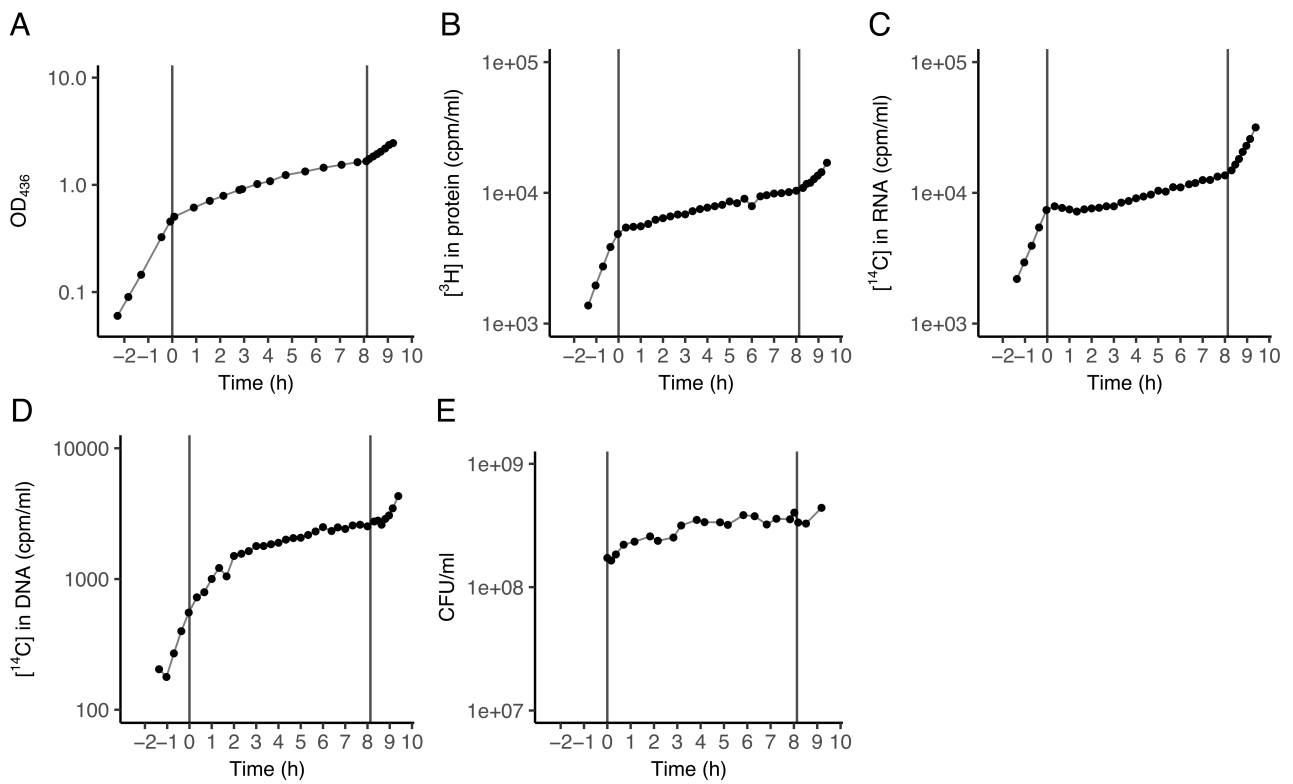 A
OD436
10.0
1.0
0.1
−2 −1 0 1 2 3 4 5 6 7 8 9 10
Time (h)
B
[3H] in protein (cpm/ml)
1e+05
1e+04
1e+03
−2 −1 0 1 2 3 4 5 6 7 8 9 10
Time (h)
C
[14C] in RNA (cpm/ml)
1e+05
1e+04
1e+03
−2 −1 0 1 2 3 4 5 6 7 8 9 10
Time (h)
D
[14C] in DNA (cpm/ml)
10000
1000
100
−2 −1 0 1 2 3 4 5 6 7 8 9 10
Time (h)
E
CFU/ml
1e+09
1e+08
1e+07
−2 −1 0 1 2 3 4 5 6 7 8 9 10
Time (h)